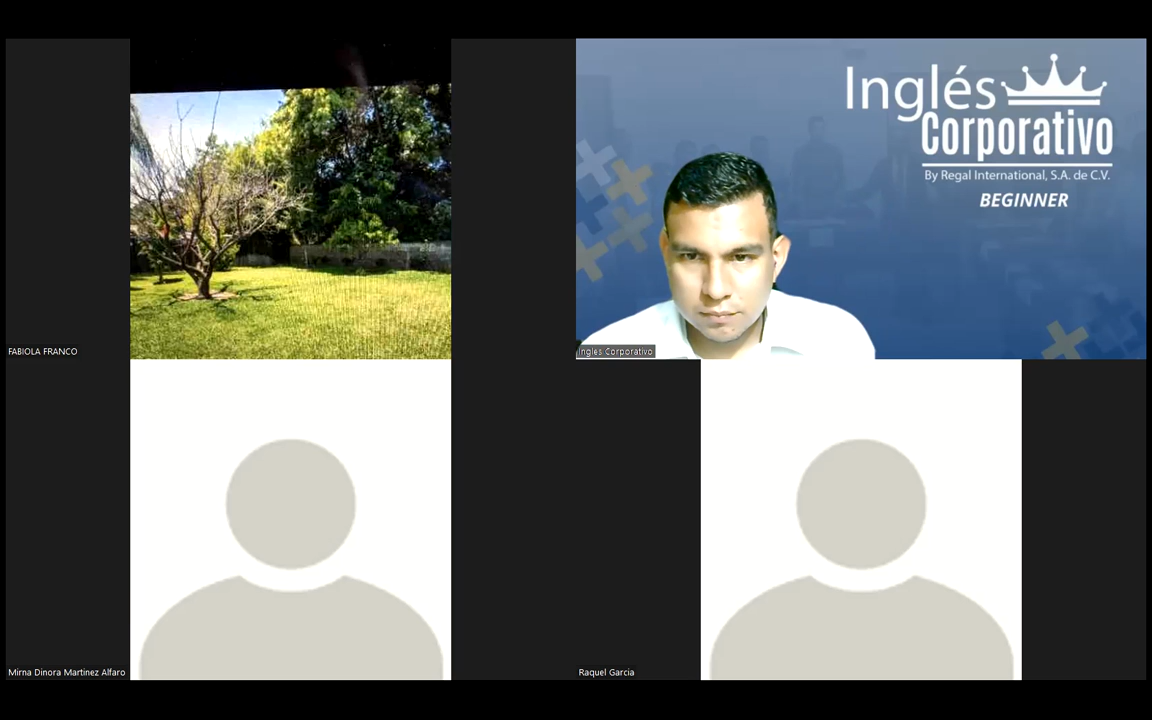 Inglés
Corporativo
By Regal International, S.A. de C.V.
BEGINNER
FABIOLA FRANCO
Inglés Corporativo
Mirna Dinora Martinez Alfaro
Raquel Garcia